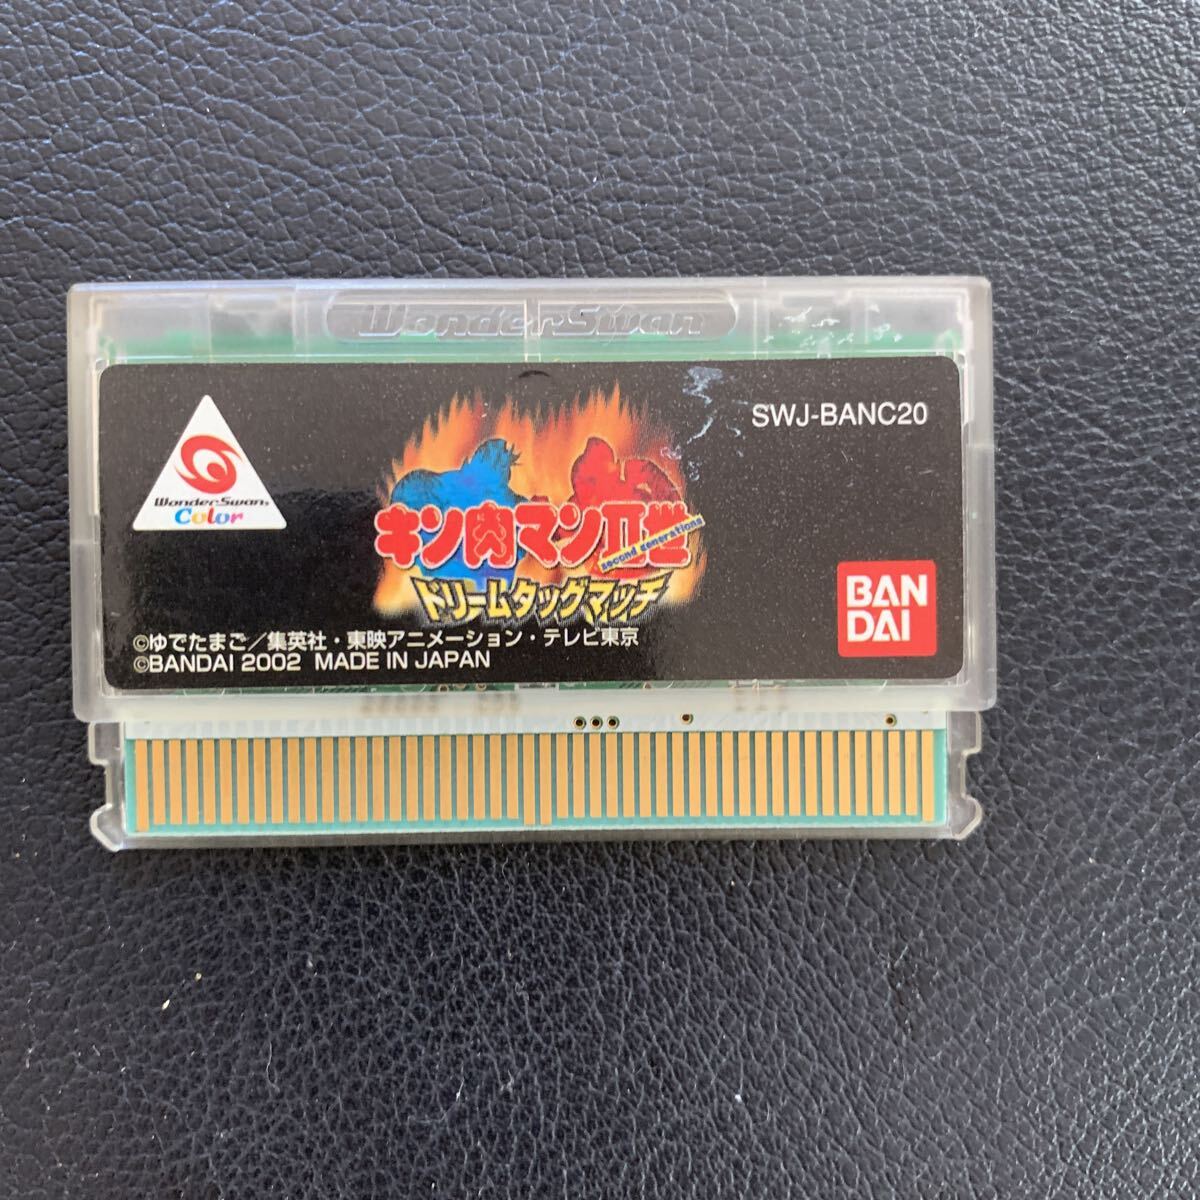 WonderSwan
SWJ-BANC20
WonderSwan
Color
キン肉マンⅡ世
second generations
ドリームタッグマッチ
BAN
DAI
©ゆでたまご／集英社・東映アニメーション・テレビ東京
©BANDAI 2002 MADE IN JAPAN